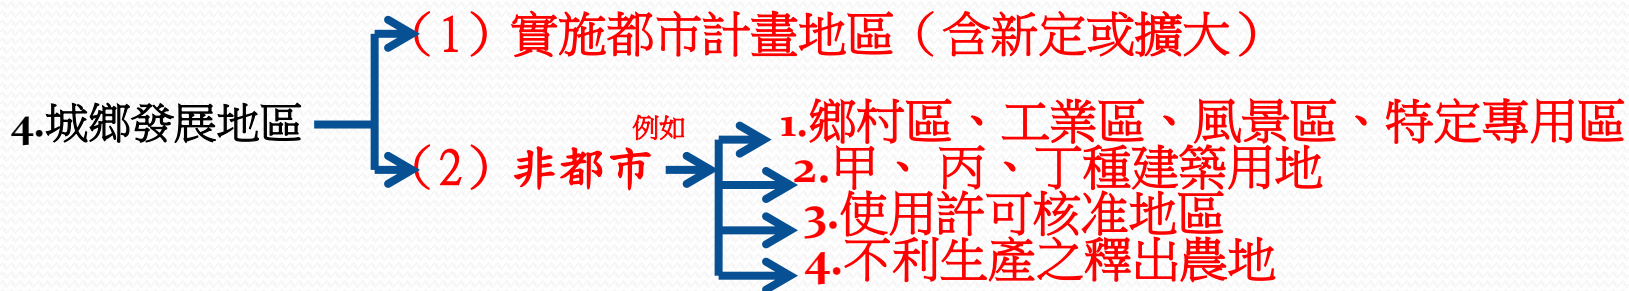 4.城鄉發展地區
（1）實施都市計畫地區（含新定或擴大）
（2）非都市
例如
1.鄉村區、工業區、風景區、特定專用區
2.甲、丙、丁種建築用地
3.使用許可核准地區
4.不利生產之釋出農地